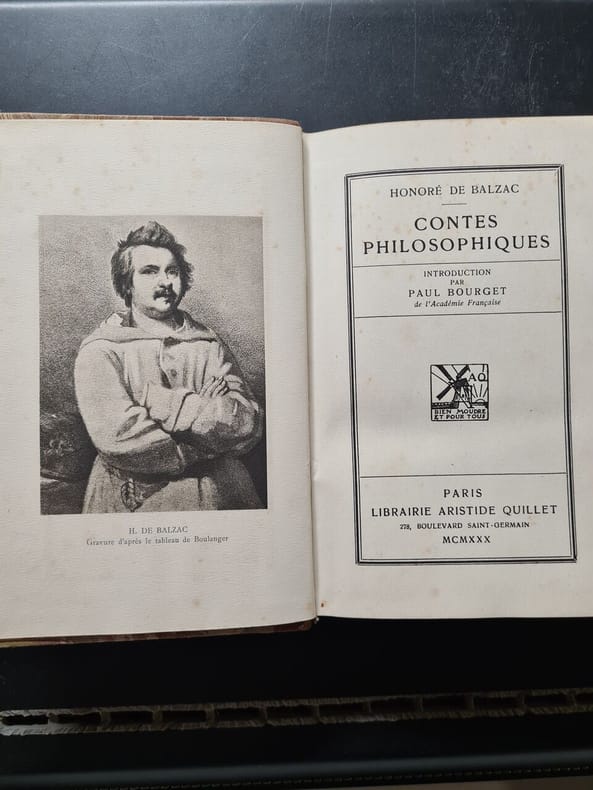 H. DE BALZAC
Gravure d'après le tableau de Boulanger
HONORÉ DE BALZAC
CONTES
PHILOSOPHIQUES
INTRODUCTION
PAR
PAUL BOURGET
de l'Académie Française
AQ
BIEN MOUDRE
ET POUR TOUS
PARIS
LIBRAIRIE ARISTIDE QUILLET
278, BOULEVARD SAINT-GERMAIN
MCMXXX